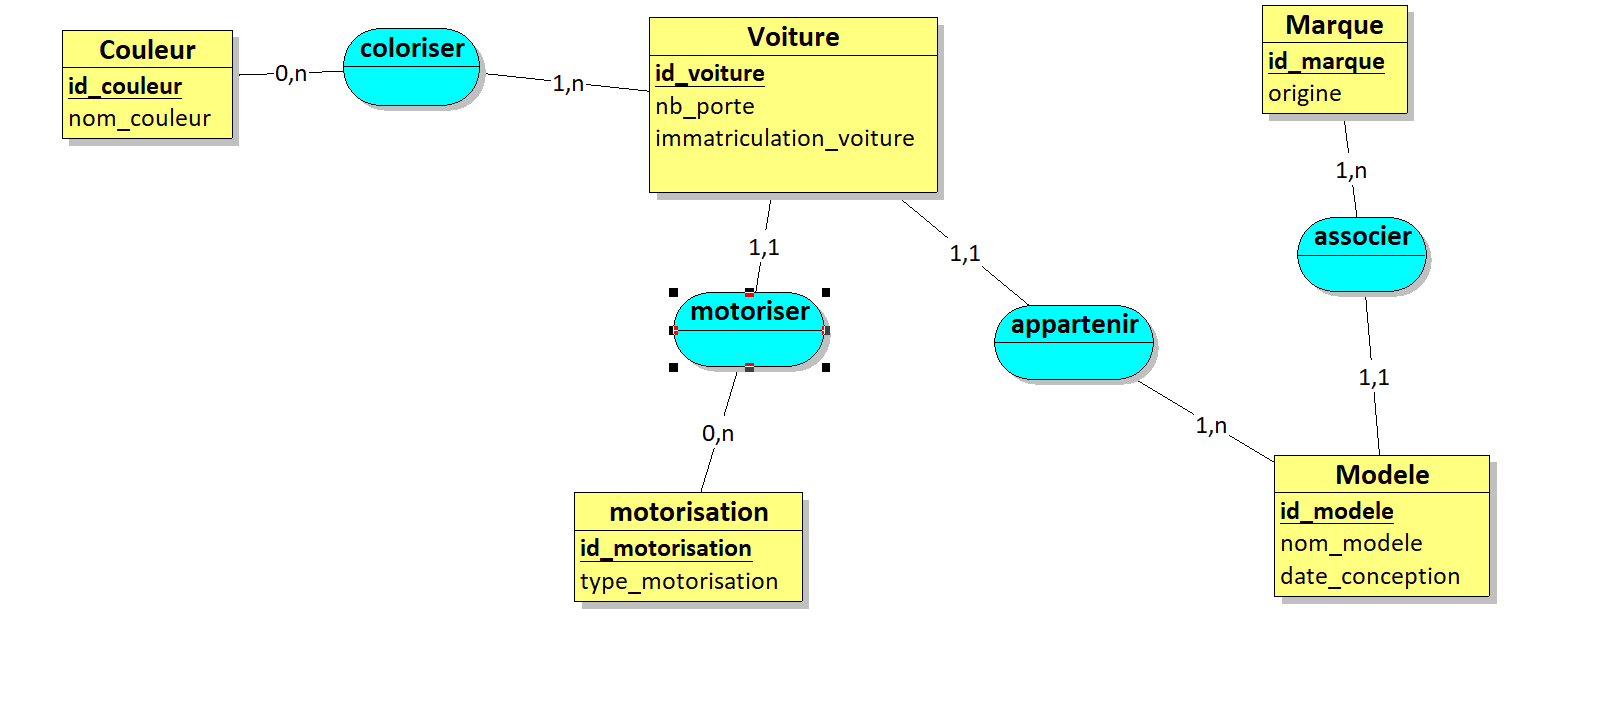 Couleur
id_couleur
nom_couleur
0,n
coloriser
1,n
Voiture
id_voiture
nb_porte
immatriculation_voiture
Marque
id_marque
origine
1,n
associer
1,1
1,1
motoriser
0,n
1,1
appartenir
1,n
motorisation
id_motorisation
type_motorisation
Modele
id_modele
nom_modele
date_conception